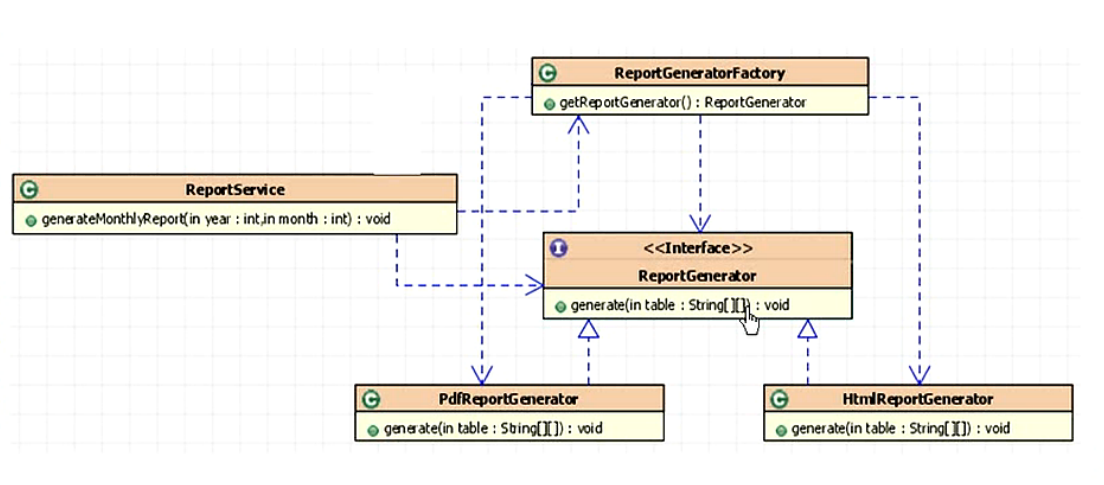 C ReportGeneratorFactory
getReportGenerator() : ReportGenerator
C ReportService
generateMonthlyReport(in year : int,in month : int) : void
I <<Interface>>
ReportGenerator
generate(in table : String[][]) : void
C PdfReportGenerator
generate(in table : String[][]) : void
C HtmlReportGenerator
generate(in table : String[][]) : void